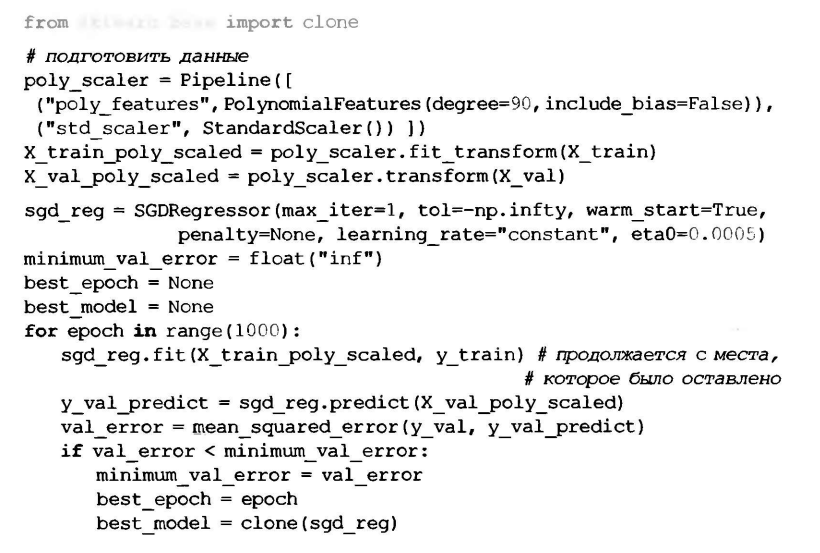 from import clone
# подготовить данные
poly_scaler = Pipeline([
("poly_features", PolynomialFeatures(degree=90, include_bias=False)),
("std_scaler", StandardScaler()) ])
X_train_poly_scaled = poly_scaler.fit_transform(X_train)
X_val_poly_scaled = poly_scaler.transform(X_val)
sgd_reg = SGDRegressor(max_iter=1, tol=-np.infty, warm_start=True,
penalty=None, learning_rate="constant", eta0=0.0005)
minimum_val_error = float("inf")
best_epoch = None
best_model = None
for epoch in range(1000):
sgd_reg.fit(X_train_poly_scaled, y_train) # продолжается с места,
# которое было оставлено
y_val_predict = sgd_reg.predict(X_val_poly_scaled)
val_error = mean_squared_error(y_val, y_val_predict)
if val_error < minimum_val_error:
minimum_val_error = val_error
best_epoch = epoch
best_model = clone(sgd_reg)